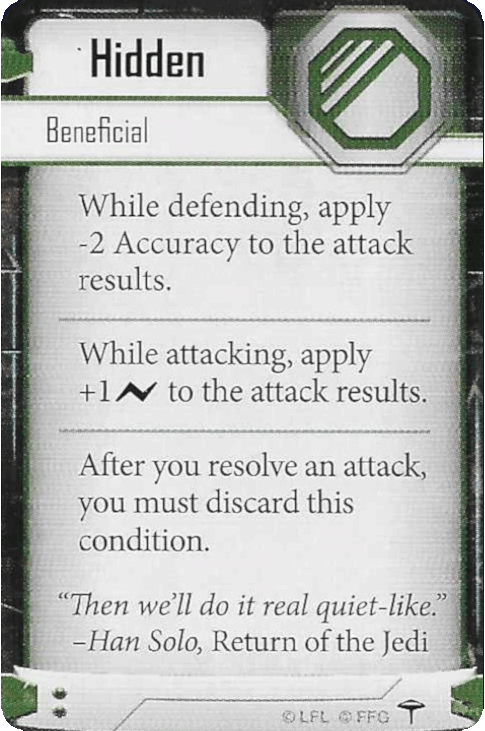 Hidden
Beneficial
While defending, apply
-2 Accuracy to the attack
results.
While attacking, apply
+1 to the attack results.
After you resolve an attack,
you must discard this
condition.
“Then we’ll do it real quiet-like.”
–Han Solo, Return of the Jedi
© LFL © FFG